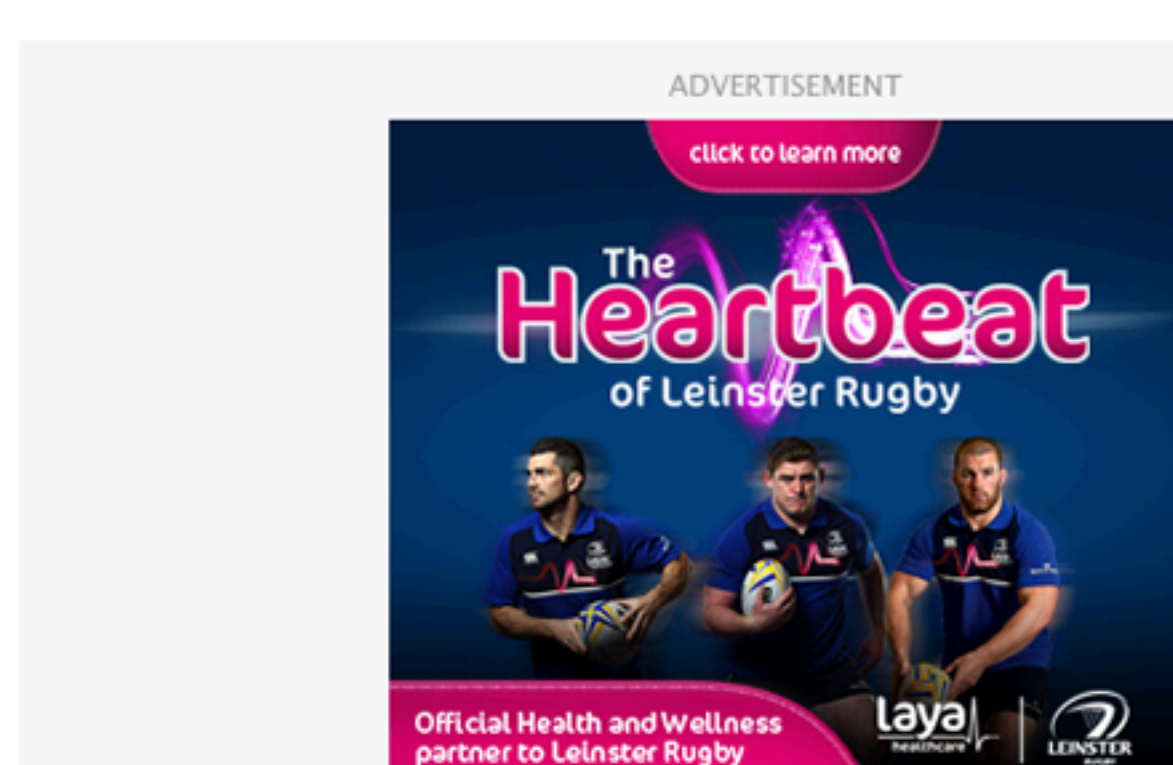 ADVERTISEMENT
click to learn more
The
Heartbeat
of Leinster Rugby
Official Health and Wellness
partner to Leinster Rugby
laya
healthcare
LEINSTER
RUGBY